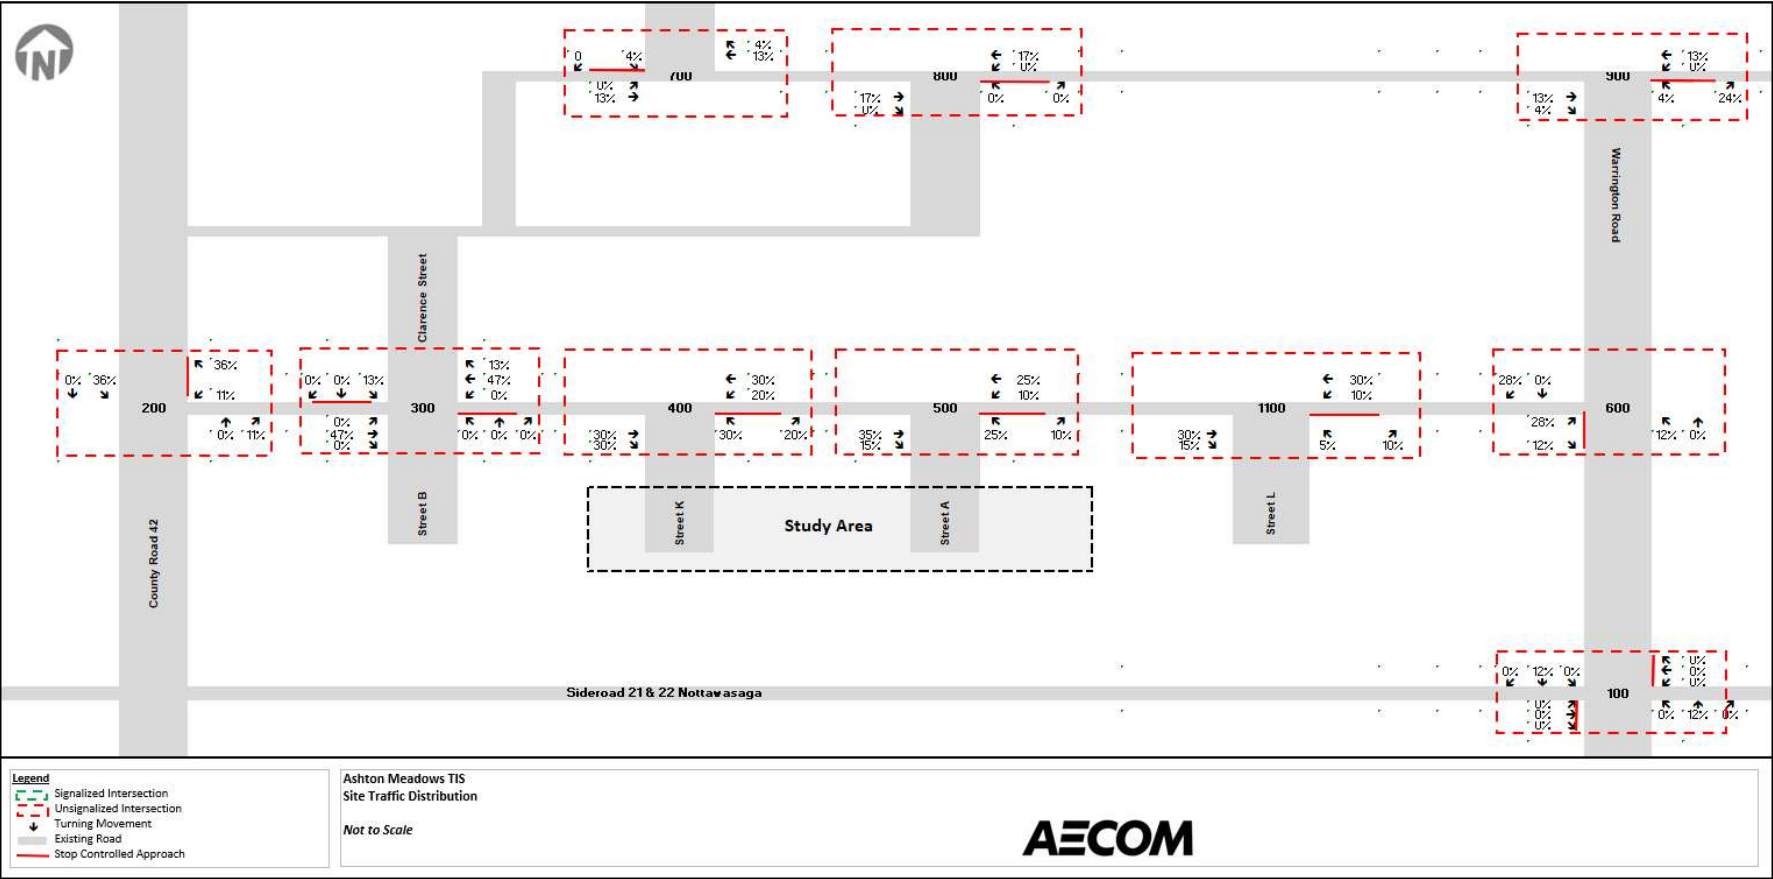 N
0 4% 4%
13%
700
0%
13%
17%
0%
800
17%
0%
0% 0%
13%
0%
900
13%
4%
4% 24%
Warrington Road
Clarence Street
0% 36%
36%
200
11%
0% 11%
0% 0% 13%
13%
47%
0%
300
0%
47%
0%
0% 0% 0%
30%
20%
400
30%
30%
30% 20%
25%
10%
500
35%
15%
25% 10%
30%
10%
1100
30%
15%
5% 10%
28% 0%
600
28%
12%
12% 0%
County Road 42
Street B
Street K
Study Area
Street A
Street L
Sideroad 21 & 22 Nottawasaga
0% 12% 0%
0%
0%
0%
100
0%
0%
0%
0% 12% 0%
Legend
Signalized Intersection
Unsignalized Intersection
Turning Movement
Existing Road
Stop Controlled Approach
Ashton Meadows TIS
Site Traffic Distribution
Not to Scale
AECOM